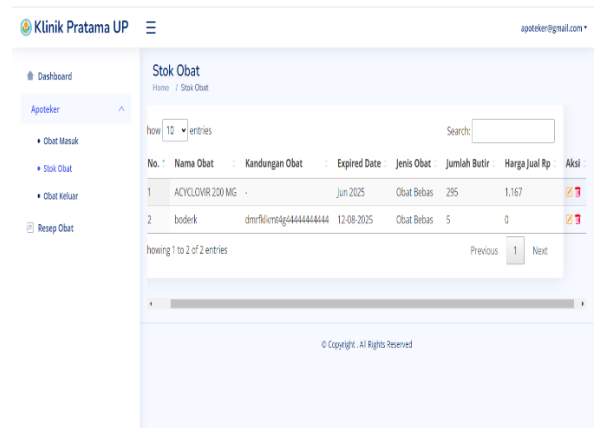 Klinik Pratama UP
apoteker@gmail.com
Dashboard
Apoteker
Obat Masuk
Stok Obat
Obat Keluar
Resep Obat
Stok Obat
Home / Stok Obat
how 10 entries
Search:
No. Nama Obat Kandungan Obat Expired Date Jenis Obat Jumlah Butir Harga Jual Rp Aksi
1 ACYCLOVIR 200 MG - Jun 2025 Obat Bebas 295 1.167
2 boderk 12-08-2025 Obat Bebas 5 0
howing 1 to 2 of 2 entries
Previous 1 Next
© Copyright . All Rights Reserved